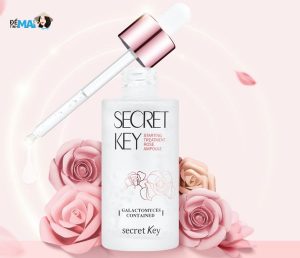 SECRET
KEY
STARTING
TREATMENT
ROSE
AMPOULE
GALACTOMYCES
CONTAINED
secret Key